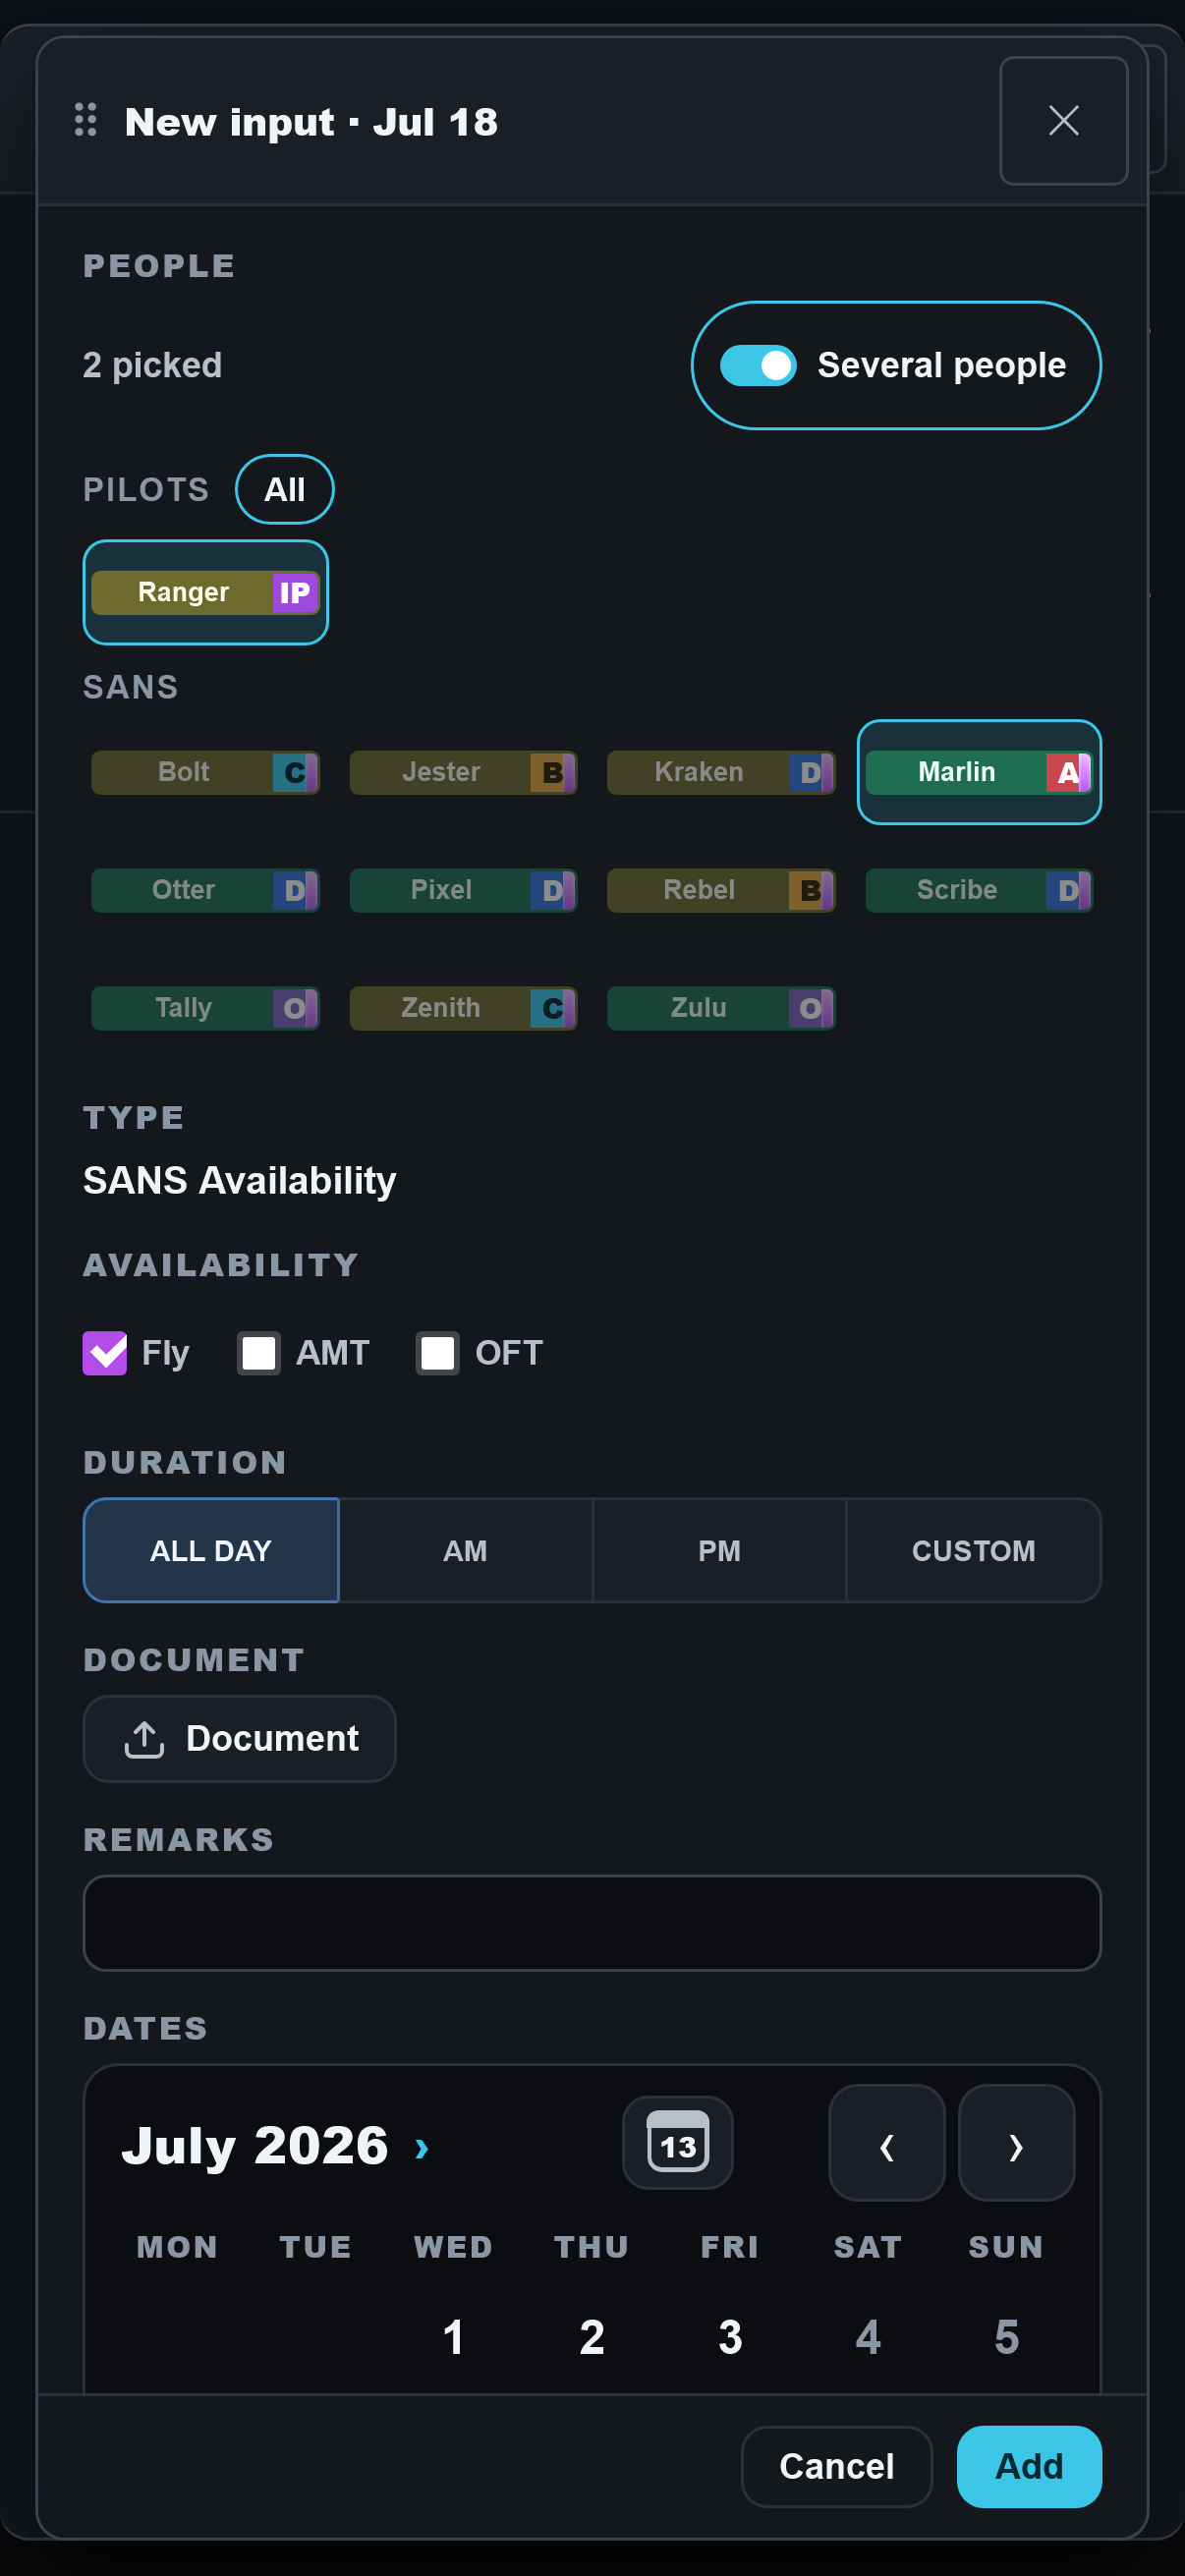 New input · Jul 18
PEOPLE
2 picked
Several people
PILOTS All
Ranger IP
SANS
Bolt C Jester B Kraken D Marlin A
Otter D Pixel D Rebel B Scribe D
Tally O Zenith C Zulu O
TYPE
SANS Availability
AVAILABILITY
Fly AMT OFT
DURATION
ALL DAY AM PM CUSTOM
DOCUMENT
Document
REMARKS
DATES
July 2026 › 13 ‹ ›
MON TUE WED THU FRI SAT SUN
1 2 3 4 5
Cancel Add